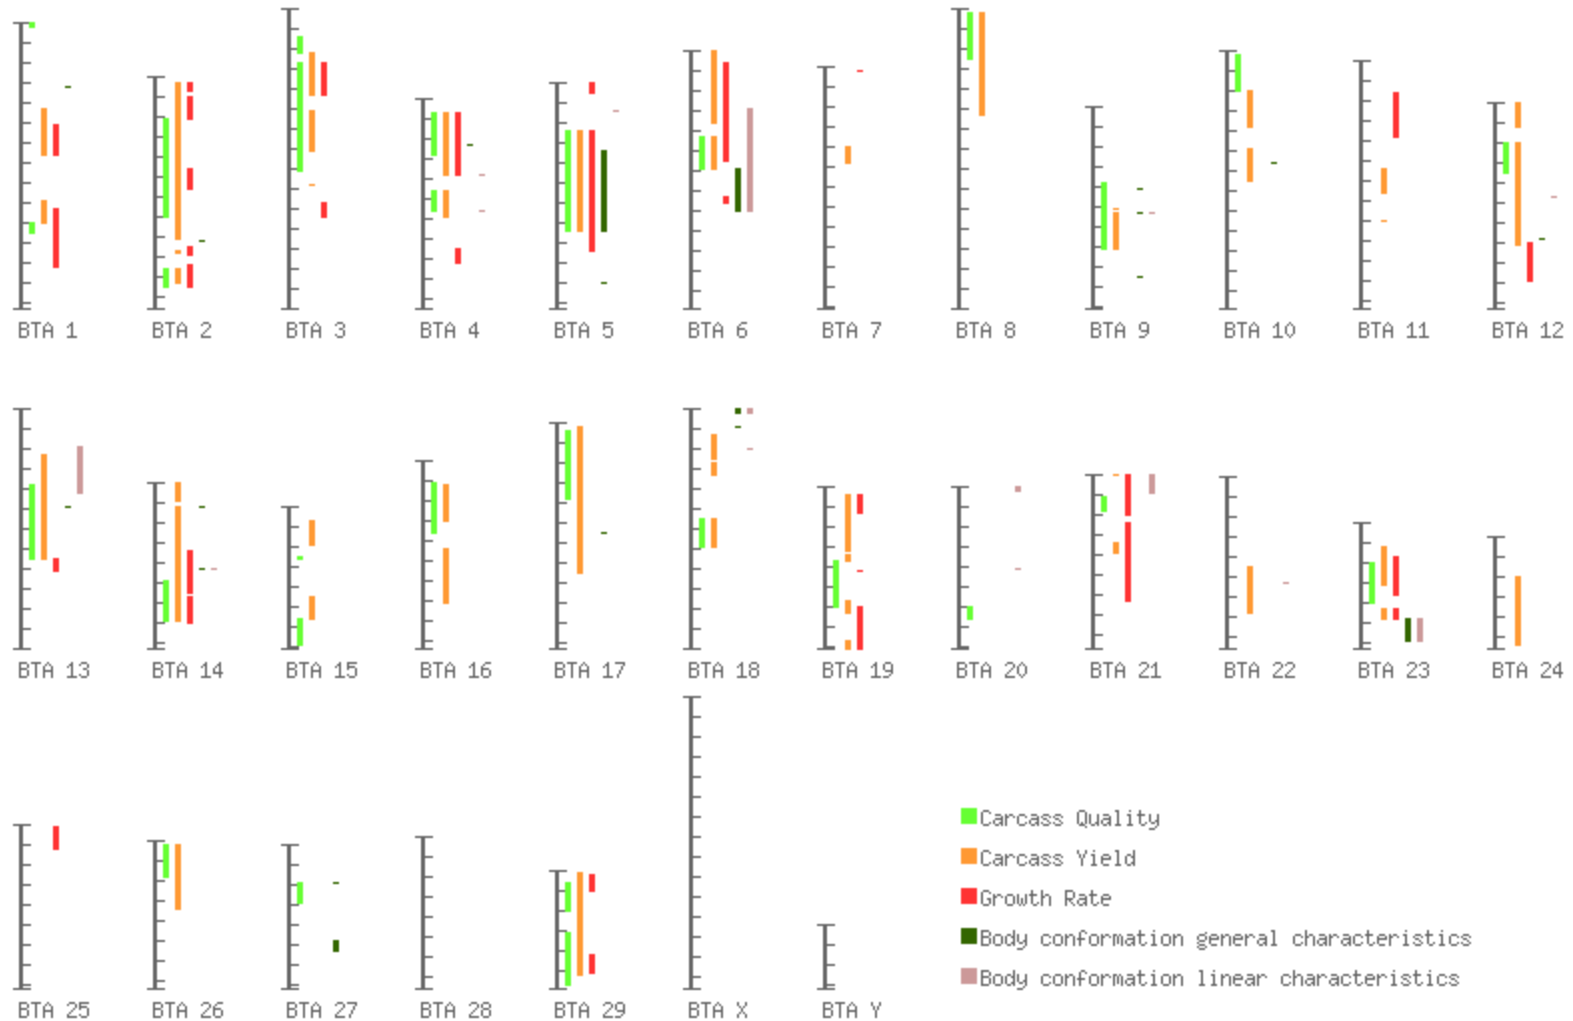 BTA 1 BTA 2 BTA 3 BTA 4 BTA 5 BTA 6 BTA 7 BTA 8 BTA 9 BTA 10 BTA 11 BTA 12
BTA 13 BTA 14 BTA 15 BTA 16 BTA 17 BTA 18 BTA 19 BTA 20 BTA 21 BTA 22 BTA 23 BTA 24
Carcass Quality
Carcass Yield
Growth Rate
Body conformation general characteristics
Body conformation linear characteristics
BTA 25 BTA 26 BTA 27 BTA 28 BTA 29 BTA X BTA Y